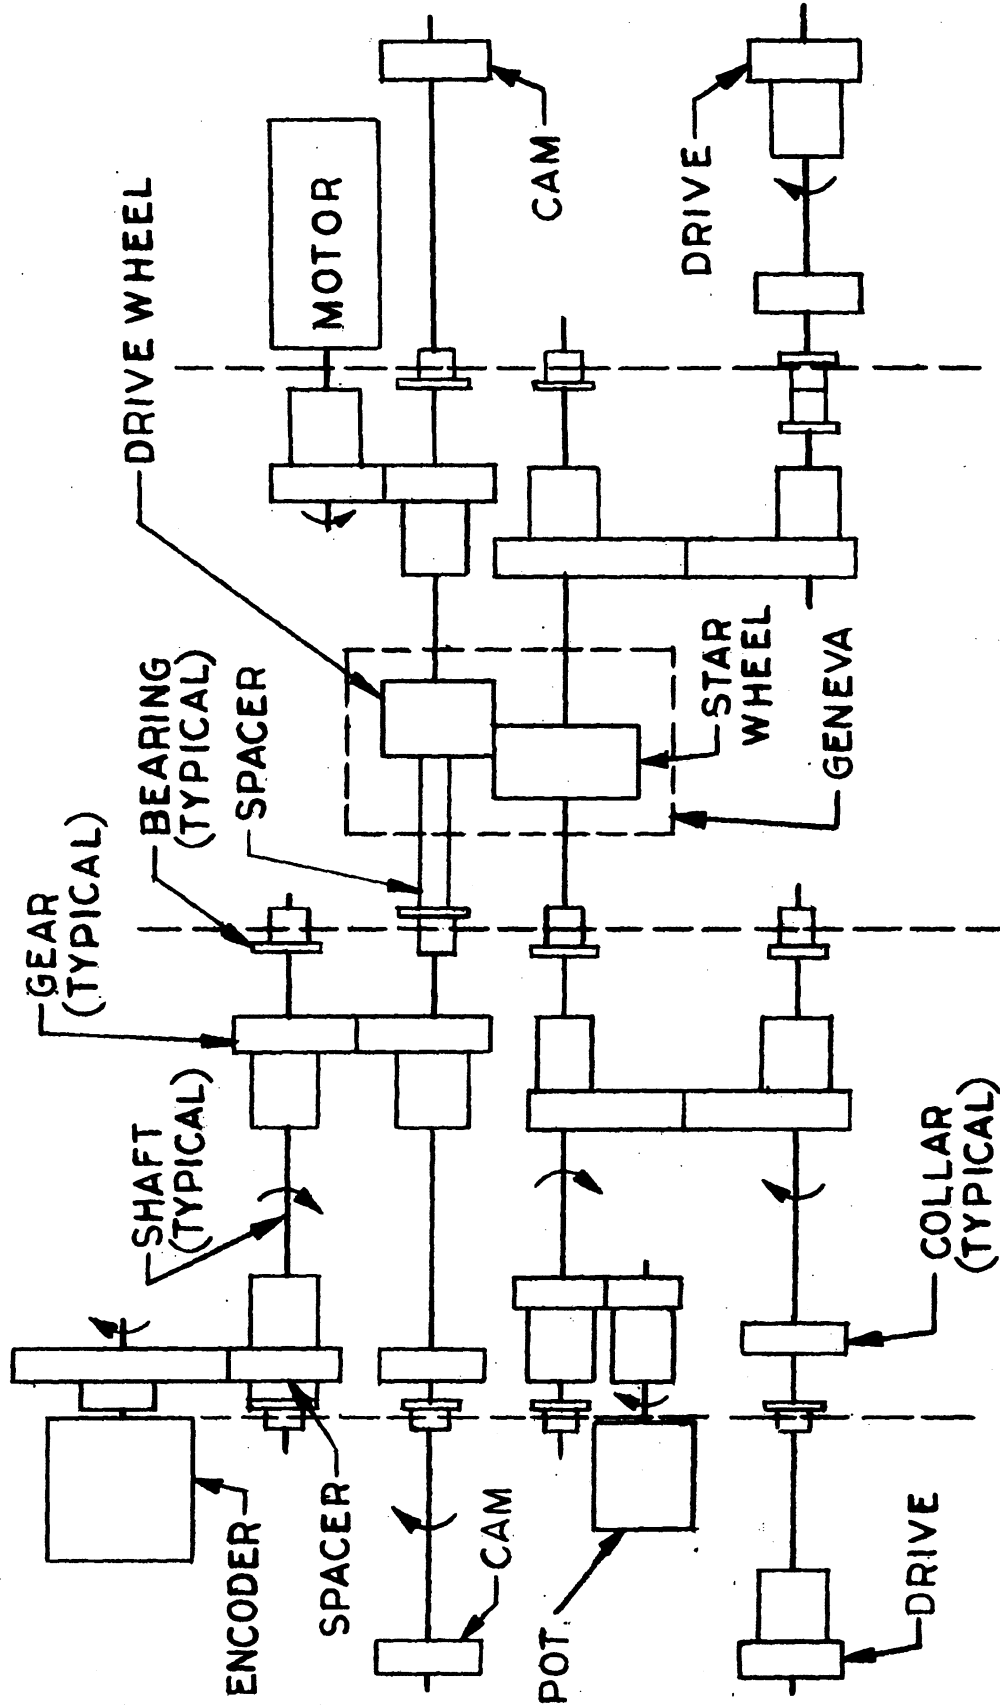 ENCODER
SPACER
CAM
POT.
DRIVE
SHAFT
(TYPICAL)
GEAR
(TYPICAL)
BEARING
(TYPICAL)
SPACER
COLLAR
(TYPICAL)
DRIVE WHEEL
MOTOR
STAR
WHEEL
GENEVA
CAM
DRIVE